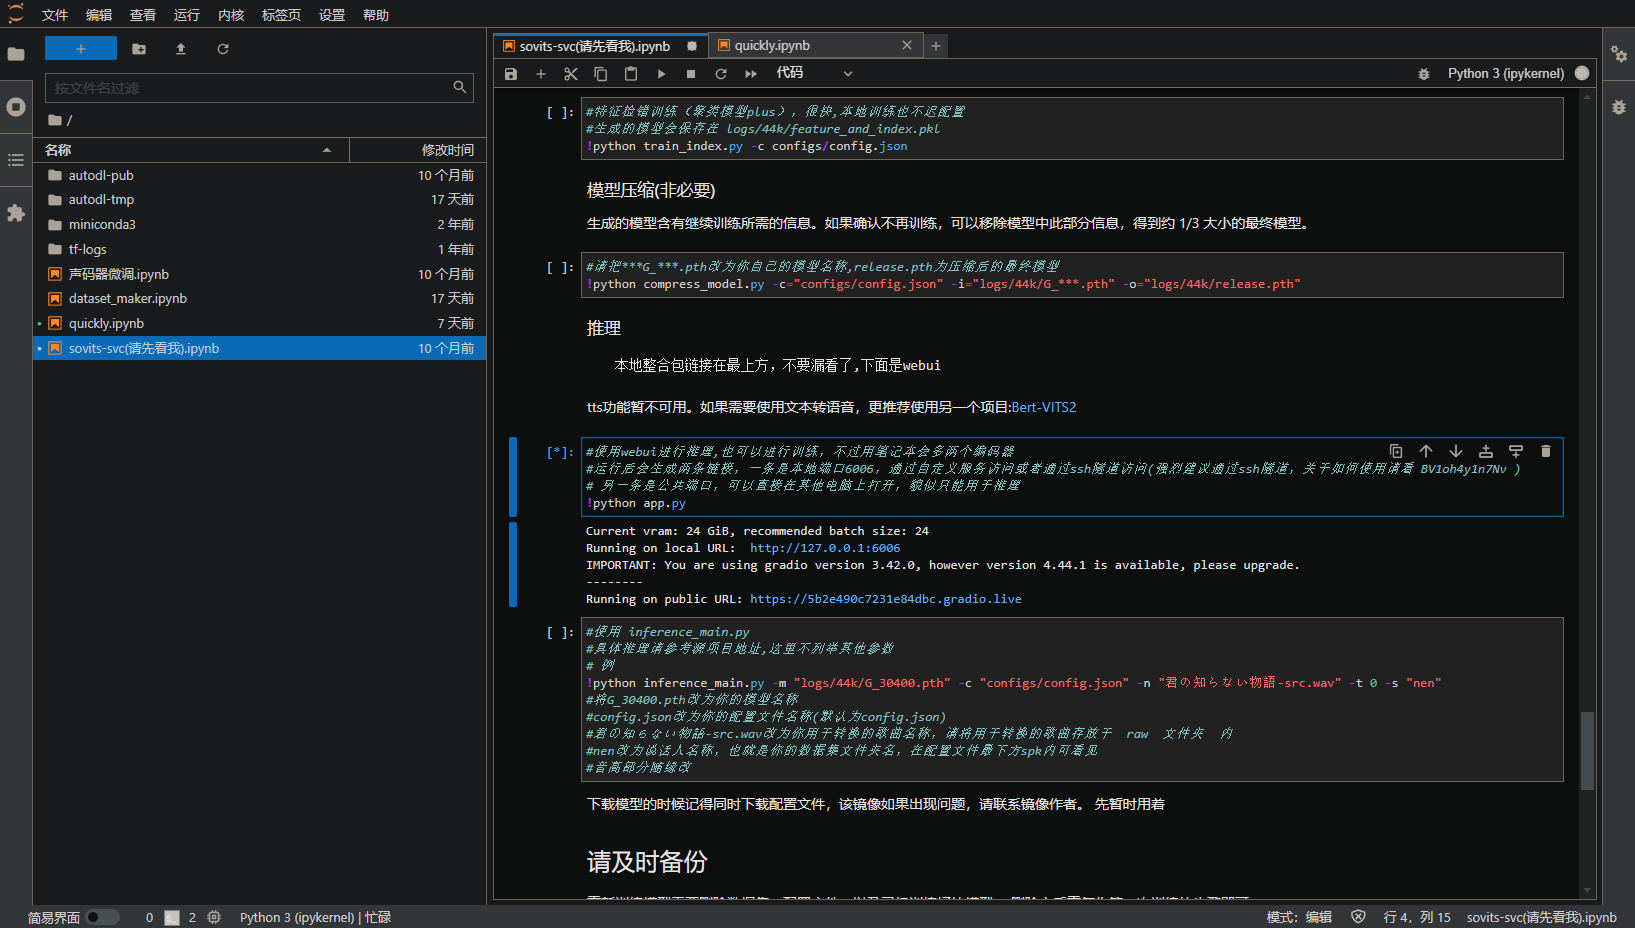 文件 编辑 查看 运行 内核 标签页 设置 帮助
按文件名过滤
/
名称 修改时间
autodl-pub 10 个月前
autodl-tmp 17 天前
miniconda3 2 年前
tf-logs 1 年前
声码器微调.ipynb 10 个月前
dataset_maker.ipynb 17 天前
quickly.ipynb 7 天前
sovits-svc(请先看我).ipynb 10 个月前
sovits-svc(请先看我).ipynb quickly.ipynb
代码 Python 3 (ipykernel)
[ ]: #特征检错训练（聚类模型plus），很快,本地训练也不迟配置
#生成的模型会保存在 logs/44k/feature_and_index.pkl
!python train_index.py -c configs/config.json
模型压缩(非必要)
生成的模型含有继续训练所需的信息。如果确认不再训练，可以移除模型中此部分信息，得到约 1/3 大小的最终模型。
[ ]: #请把***G_***.pth改为你自己的模型名称,release.pth为压缩后的最终模型
!python compress_model.py -c="configs/config.json" -i="logs/44k/G_***.pth" -o="logs/44k/release.pth"
推理
本地整合包链接在最上方，不要漏看了,下面是webui
tts功能暂不可用。如果需要使用文本转语音，更推荐使用另一个项目:Bert-VITS2
[*]: #使用webui进行推理,也可以进行训练，不过用笔记本会多两个编码器
#运行后会生成两条链接，一条是本地端口6006，通过自定义服务访问或者通过ssh隧道访问(强烈建议通过ssh隧道，关于如何使用请看 BV1oh4y1n7Nv )
# 另一条是公共端口，可以直接在其他电脑上打开，貌似只能用于推理
!python app.py
Current vram: 24 GiB, recommended batch size: 24
Running on local URL:  http://127.0.0.1:6006
IMPORTANT: You are using gradio version 3.42.0, however version 4.44.1 is available, please upgrade.
--------
Running on public URL: https://5b2e490c7231e84dbc.gradio.live
[ ]: #使用 inference_main.py
#具体推理请参考源项目地址,这里不列举其他参数
# 例
!python inference_main.py -m "logs/44k/G_30400.pth" -c "configs/config.json" -n "君の知らない物語-src.wav" -t 0 -s "nen"
#将G_30400.pth改为你的模型名称
#config.json改为你的配置文件名称(默认为config.json)
#君の知らない物語-src.wav改为你用于转换的歌曲名称，请将用于转换的歌曲存放于 raw 文件夹 内
#nen改为说话人名称，也就是你的数据集文件夹名，在配置文件最下方spk内可看见
#音高部分随缘改
下载模型的时候记得同时下载配置文件，该镜像如果出现问题，请联系镜像作者。 先暂时用着
请及时备份
简易界面 0 2 Python 3 (ipykernel) | 忙碌 模式：编辑 行 4，列 15 sovits-svc(请先看我).ipynb